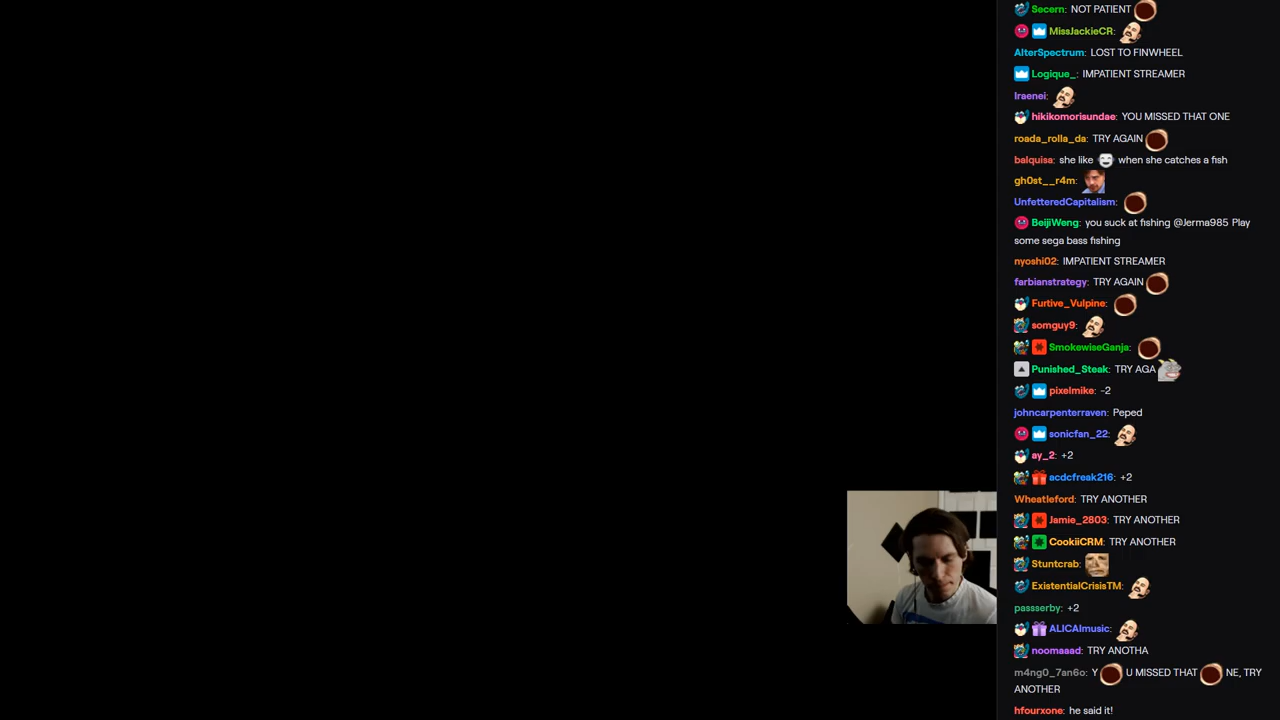 Secern: NOT PATIENT
MissJackieCR:
AlterSpectrum: LOST TO FINWHEEL
Logique_: IMPATIENT STREAMER
Iraenei:
hikikomorisundae: YOU MISSED THAT ONE
roada_rolla_da: TRY AGAIN
balquisa: she like when she catches a fish
gh0st__r4m:
UnfetteredCapitalism:
BeijiWeng: you suck at fishing @Jerma985 Play
some sega bass fishing
nyoshi02: IMPATIENT STREAMER
farbianstrategy: TRY AGAIN
Furtive_Vulpine:
somguy9:
SmokewiseGanja:
Punished_Steak: TRY AGA
pixelmike: -2
johncarpenterraven: Peped
sonicfan_22:
ay_2: +2
acdcfreak216: +2
Wheatleford: TRY ANOTHER
Jamie_2803: TRY ANOTHER
CookiiCRM: TRY ANOTHER
Stuntcrab:
ExistentialCrisisTM:
passserby: +2
ALICAImusic:
noomaaad: TRY ANOTHA
m4ng0_7an6o: Y U MISSED THAT NE, TRY
ANOTHER
hfourxone: he said it!